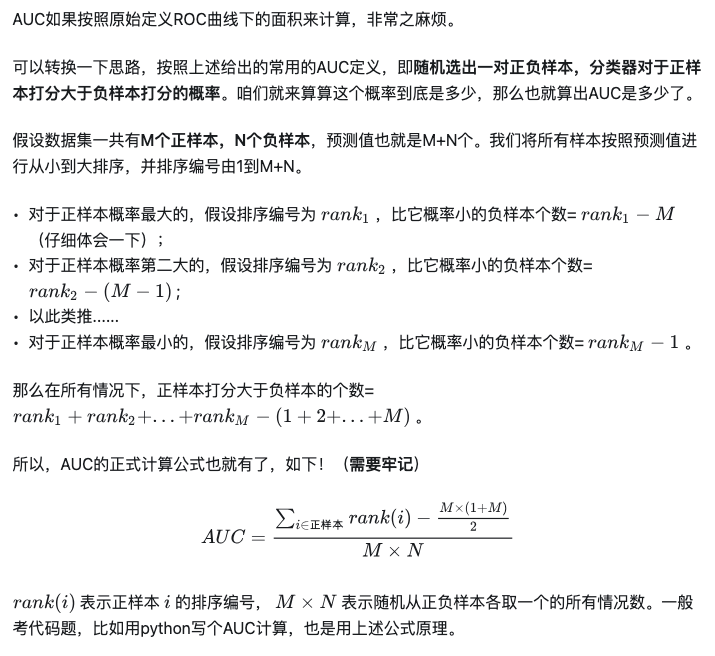 AUC如果按照原始定义ROC曲线下的面积来计算，非常之麻烦。
可以转换一下思路，按照上述给出的常用的AUC定义，即随机选出一对正负样本，分类器对于正样
本打分大于负样本打分的概率。咱们就来算算这个概率到底是多少，那么也就算出AUC是多少了。
假设数据集一共有M个正样本，N个负样本，预测值也就是M+N个。我们将所有样本按照预测值进
行从小到大排序，并排序编号由1到M+N。
• 对于正样本概率最大的，假设排序编号为 $rank_1$ ，比它概率小的负样本个数= $rank_1 - M$
（仔细体会一下）；
• 对于正样本概率第二大的，假设排序编号为 $rank_2$ ，比它概率小的负样本个数=
$rank_2 - (M - 1)$；
• 以此类推......
• 对于正样本概率最小的，假设排序编号为 $rank_M$ ，比它概率小的负样本个数= $rank_M - 1$ 。
那么在所有情况下，正样本打分大于负样本的个数=
$rank_1 + rank_2 + ... + rank_M - (1 + 2 + ... + M)$ 。
所以，AUC的正式计算公式也就有了，如下！（需要牢记）
$AUC = \frac{\sum_{i \in 正样本} rank(i) - \frac{M \times (1+M)}{2}}{M \times N}$
$rank(i)$ 表示正样本 $i$ 的排序编号， $M \times N$ 表示随机从正负样本各取一个的所有情况数。一般
考代码题，比如用python写个AUC计算，也是用上述公式原理。